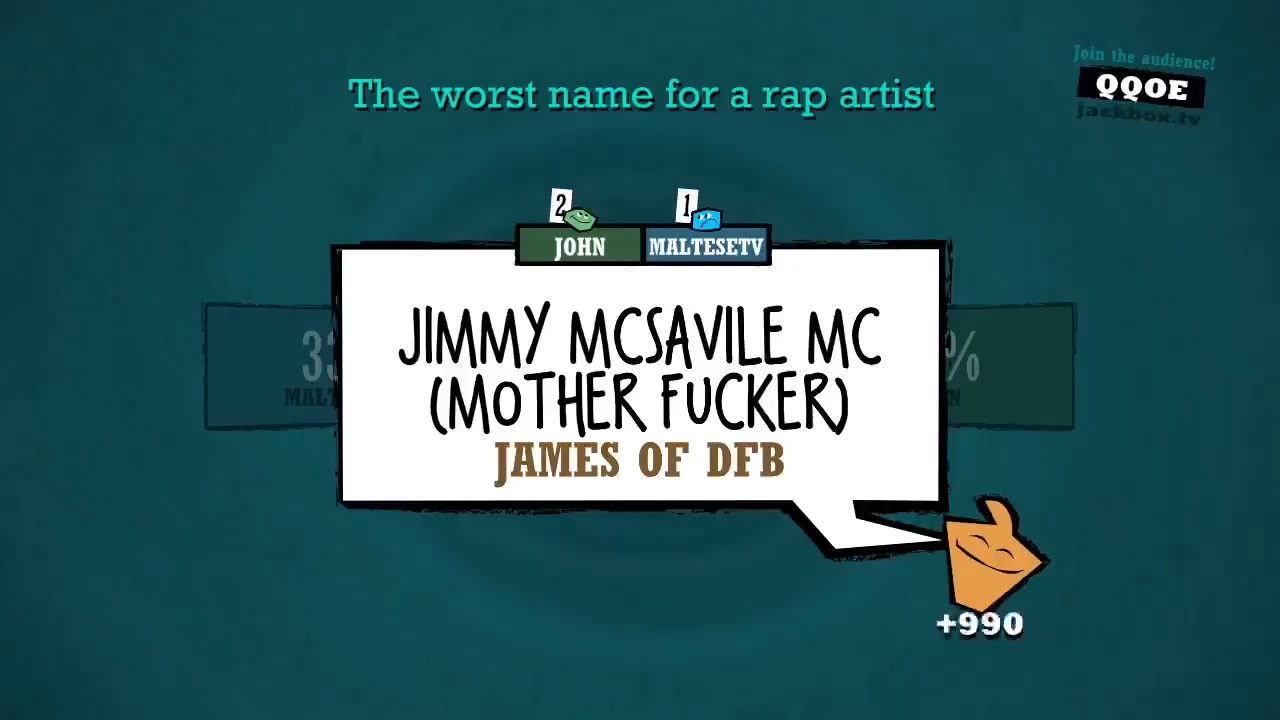 Join the audience!
QQOE
jackbox.tv
The worst name for a rap artist
2
1
JOHN
MALTESETV
JIMMY MCSAVILE MC
(MOTHER FUCKER)
JAMES OF DFB
%
+990